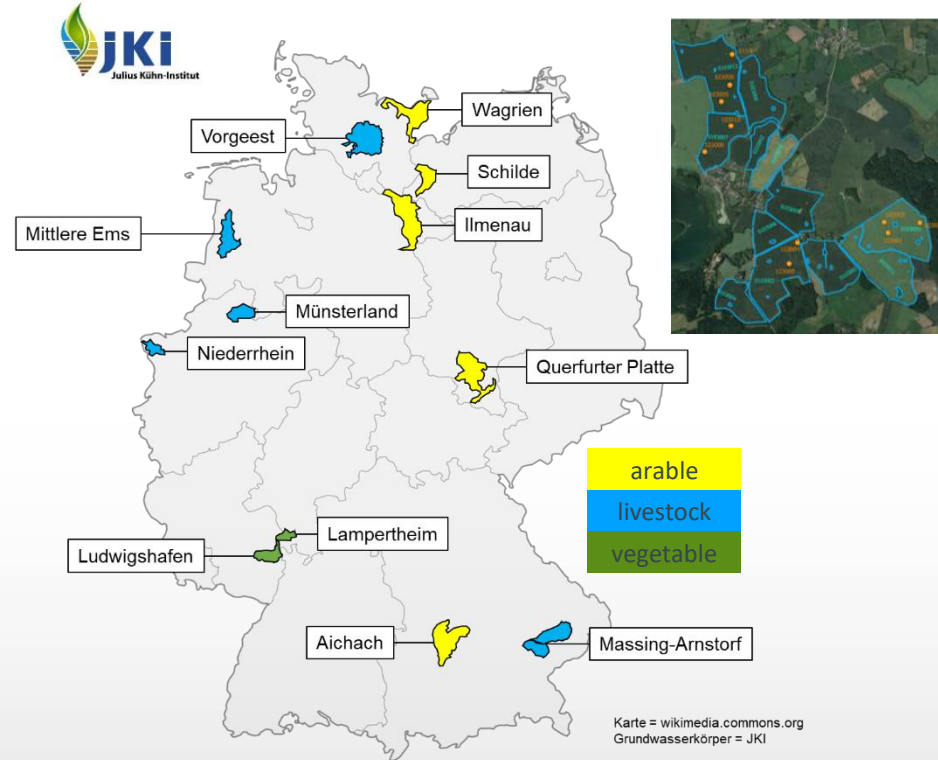 jKi
Julius Kühn-Institut
Wagrien
Vorgeest
Schilde
Ilmenau
Mittlere Ems
Münsterland
Niederrhein
Querfurter Platte
arable
livestock
vegetable
Lampertheim
Ludwigshafen
Aichach
Massing-Arnstorf
Karte = wikimedia.commons.org
Grundwasserkörper = JKI